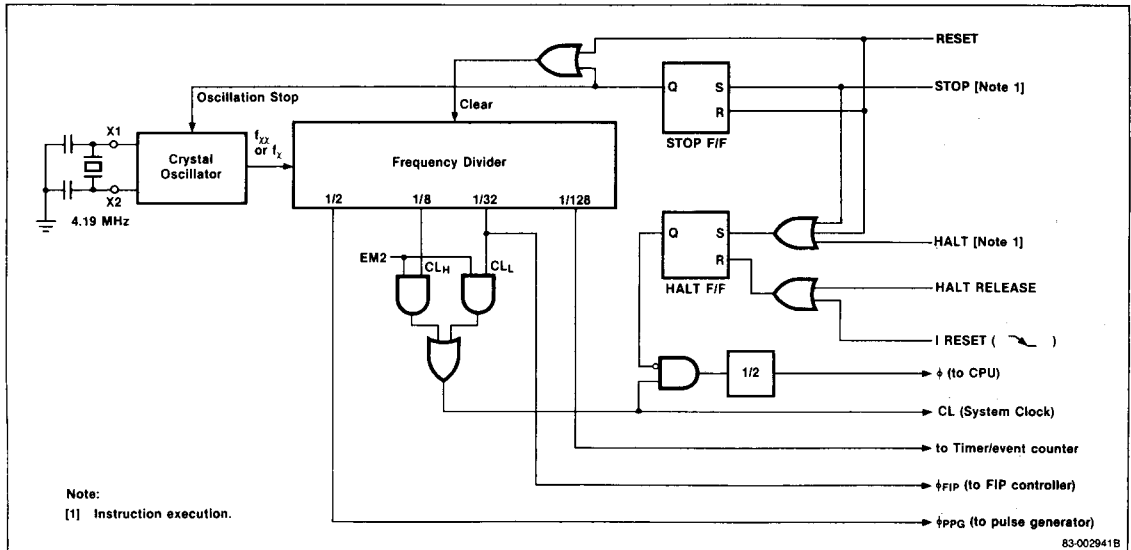 RESET
Q S
STOP [Note 1]
R
STOP F/F
Oscillation Stop
Clear
X1
X2
Crystal
Oscillator
fχχ
or fχ
Frequency Divider
1/2 1/8 1/32 1/128
4.19 MHz
EM2
CLH
CLL
Q S
R
HALT F/F
HALT [Note 1]
HALT RELEASE
I RESET ( )
1/2
ϕ (to CPU)
CL (System Clock)
to Timer/event counter
ϕFIP (to FIP controller)
ϕPPG (to pulse generator)
Note:
[1] Instruction execution.
83-002941B